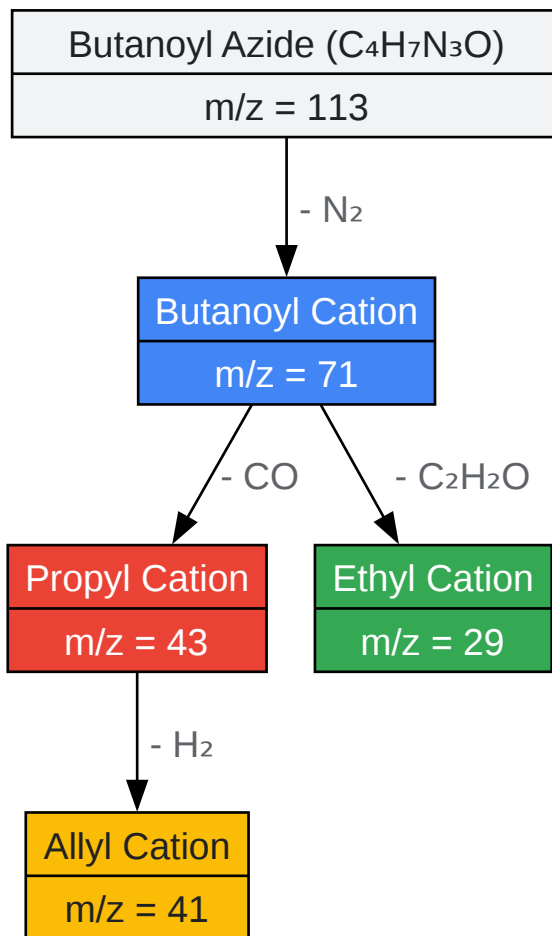 Butanoyl Azide (C₄H₇N₃O)
m/z = 113
- N₂
Butanoyl Cation
m/z = 71
- CO
- C₂H₂O
Propyl Cation
m/z = 43
Ethyl Cation
m/z = 29
- H₂
Allyl Cation
m/z = 41